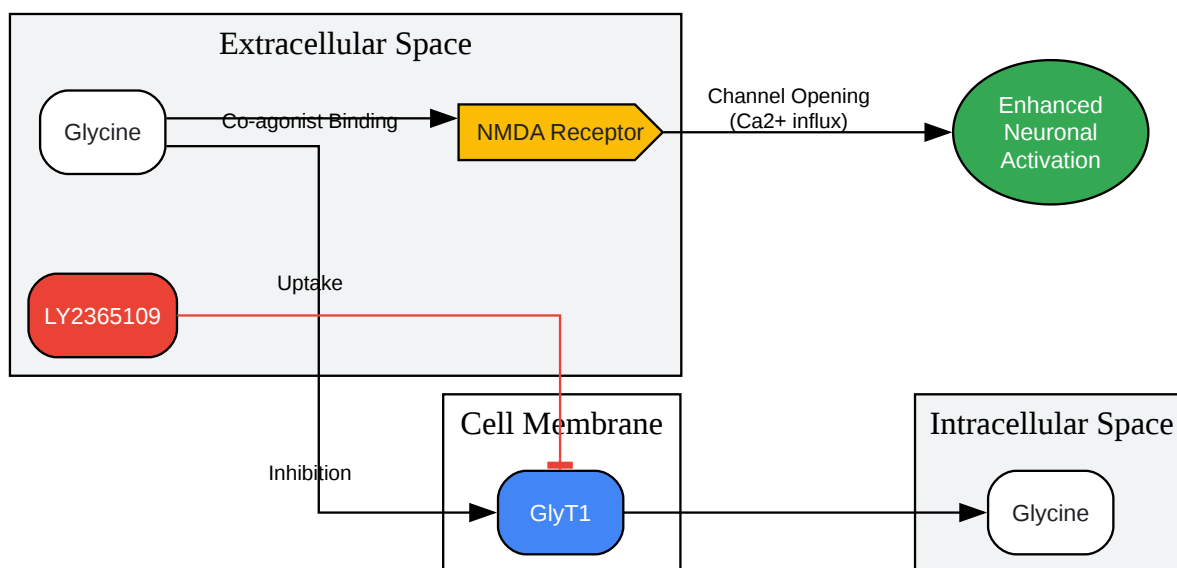 Extracellular Space
Glycine
Co-agonist Binding
NMDA Receptor
Channel Opening
(Ca2+ influx)
Enhanced
Neuronal
Activation
Uptake
LY2365109
Cell Membrane
Intracellular Space
Inhibition
GlyT1
Glycine